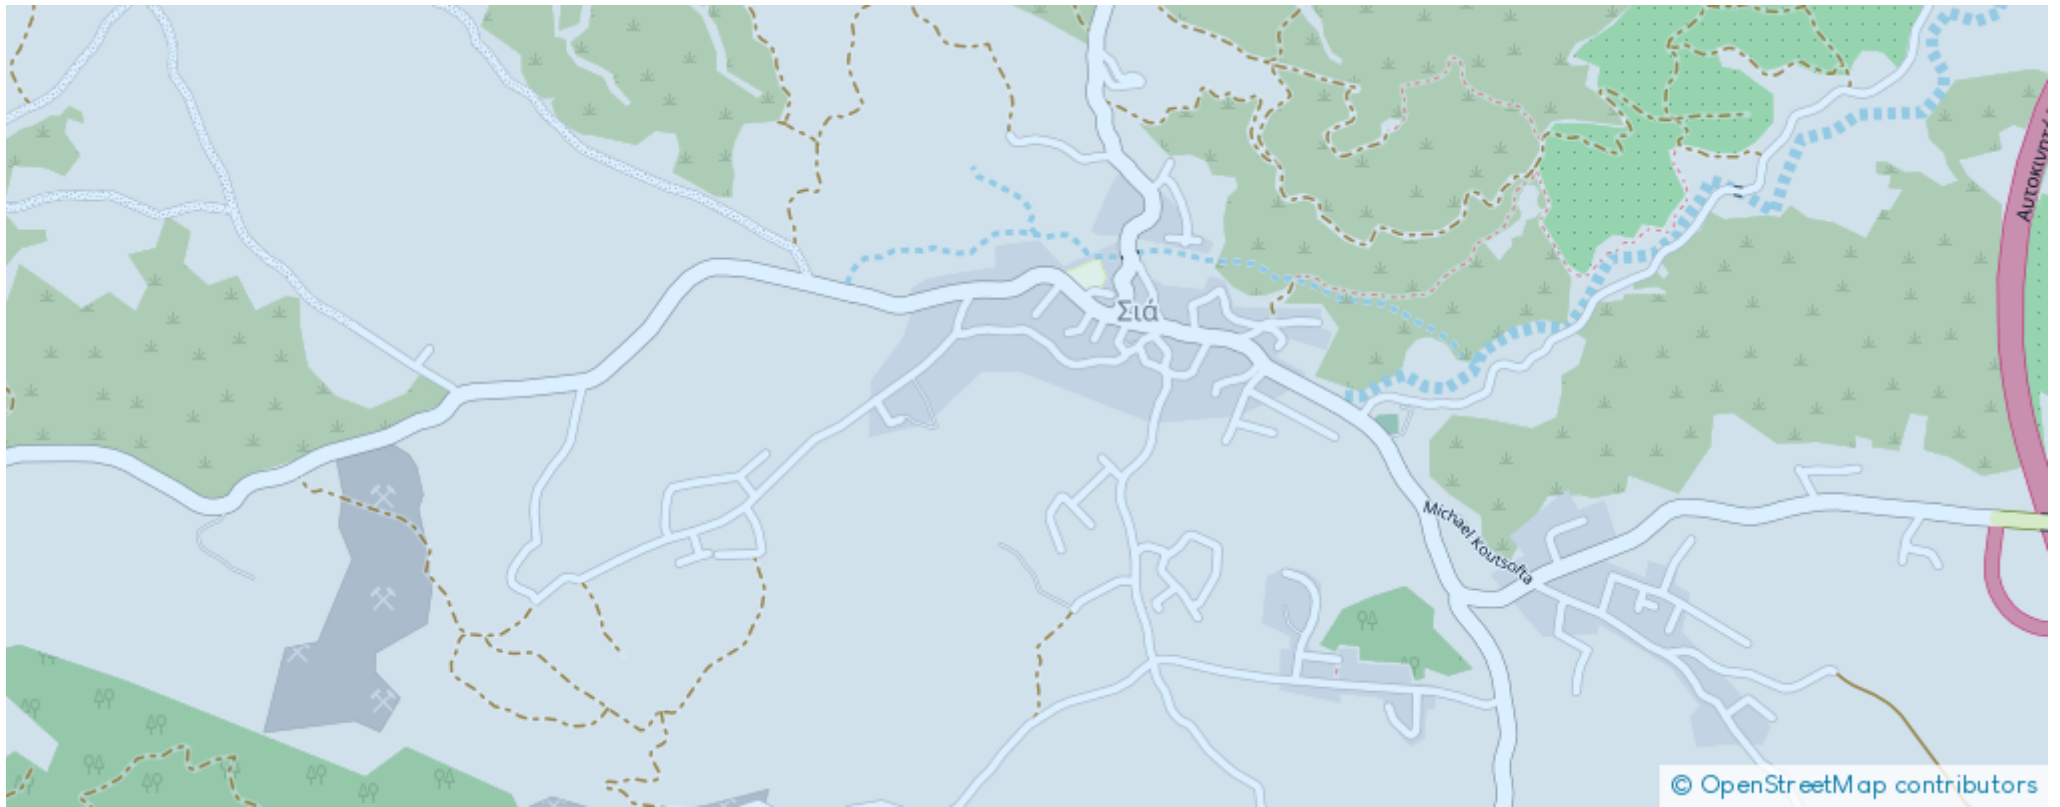 Σιά
Michael Koutsofta
© OpenStreetMap contributors